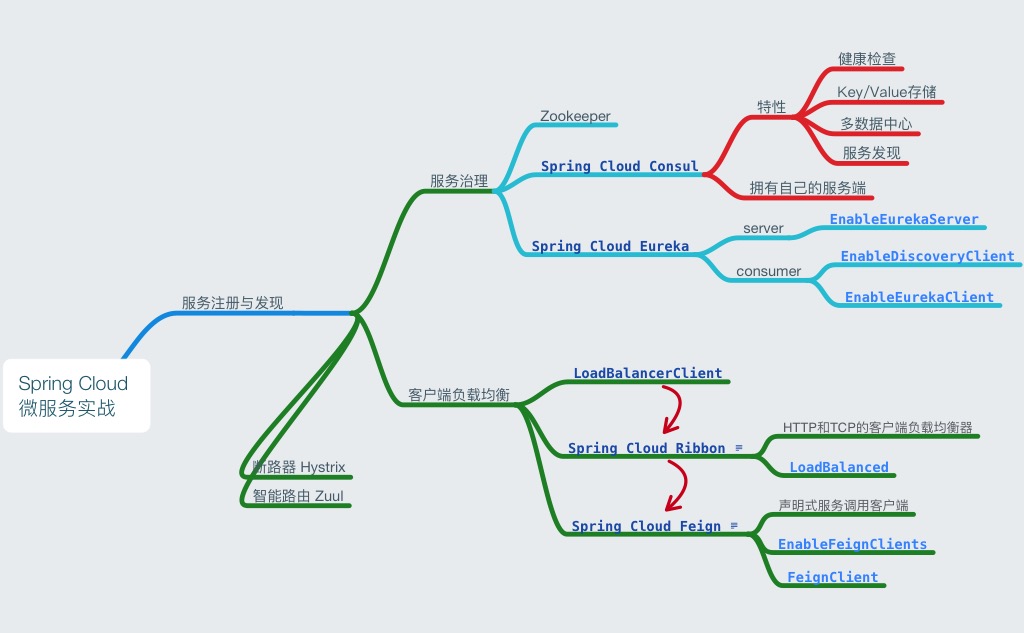 Spring Cloud
微服务实战
服务注册与发现
服务治理
Zookeeper
Spring Cloud Consul
特性
健康检查
Key/Value存储
多数据中心
服务发现
拥有自己的服务端
Spring Cloud Eureka
server
EnableEurekaServer
consumer
EnableDiscoveryClient
EnableEurekaClient
客户端负载均衡
LoadBalancerClient
Spring Cloud Ribbon
HTTP和TCP的客户端负载均衡器
LoadBalanced
Spring Cloud Feign
声明式服务调用客户端
EnableFeignClients
FeignClient
断路器 Hystrix
智能路由 Zuul